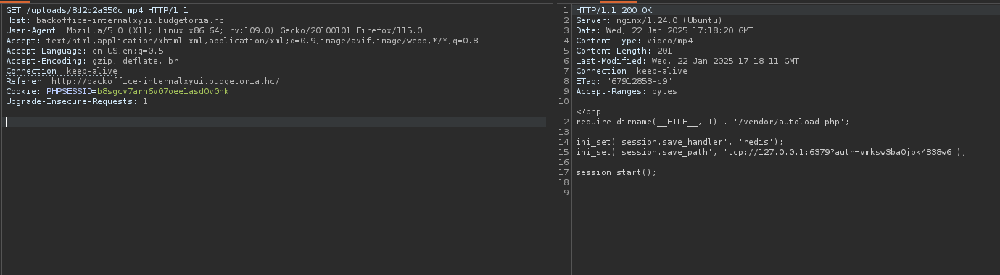 GET /uploads/8d2b2a350c.mp4 HTTP/1.1
Host: backoffice-internalxyui.budgetoria.hc
User-Agent: Mozilla/5.0 (X11; Linux x86_64; rv:109.0) Gecko/20100101 Firefox/115.0
Accept: text/html,application/xhtml+xml,application/xml;q=0.9,image/avif,image/webp,*/*;q=0.8
Accept-Language: en-US,en;q=0.5
Accept-Encoding: gzip, deflate, br
Connection: keep-alive
Referer: http://backoffice-internalxyui.budgetoria.hc/
Cookie: PHPSESSID=b8sgcv7arn6v07oee1asd0v0hk
Upgrade-Insecure-Requests: 1
1 HTTP/1.1 200 OK
2 Server: nginx/1.24.0 (Ubuntu)
3 Date: Wed, 22 Jan 2025 17:18:20 GMT
4 Content-Type: video/mp4
5 Content-Length: 201
6 Last-Modified: Wed, 22 Jan 2025 17:18:11 GMT
7 Connection: keep-alive
8 ETag: "67912853-c9"
9 Accept-Ranges: bytes
10
11 <?php
12 require dirname(__FILE__, 1) . '/vendor/autoload.php';
13
14 ini_set('session.save_handler', 'redis');
15 ini_set('session.save_path', 'tcp://127.0.0.1:6379?auth=vmksw3ba0jpk4338w6');
16
17 session_start();
18
19